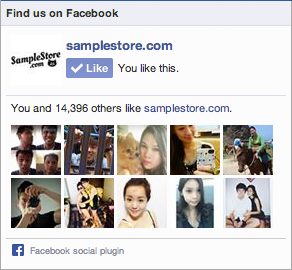 Find us on Facebook
SampleStore
.com
samplestore.com
Like
You like this.
You and 14,396 others like samplestore.com.
Facebook social plugin